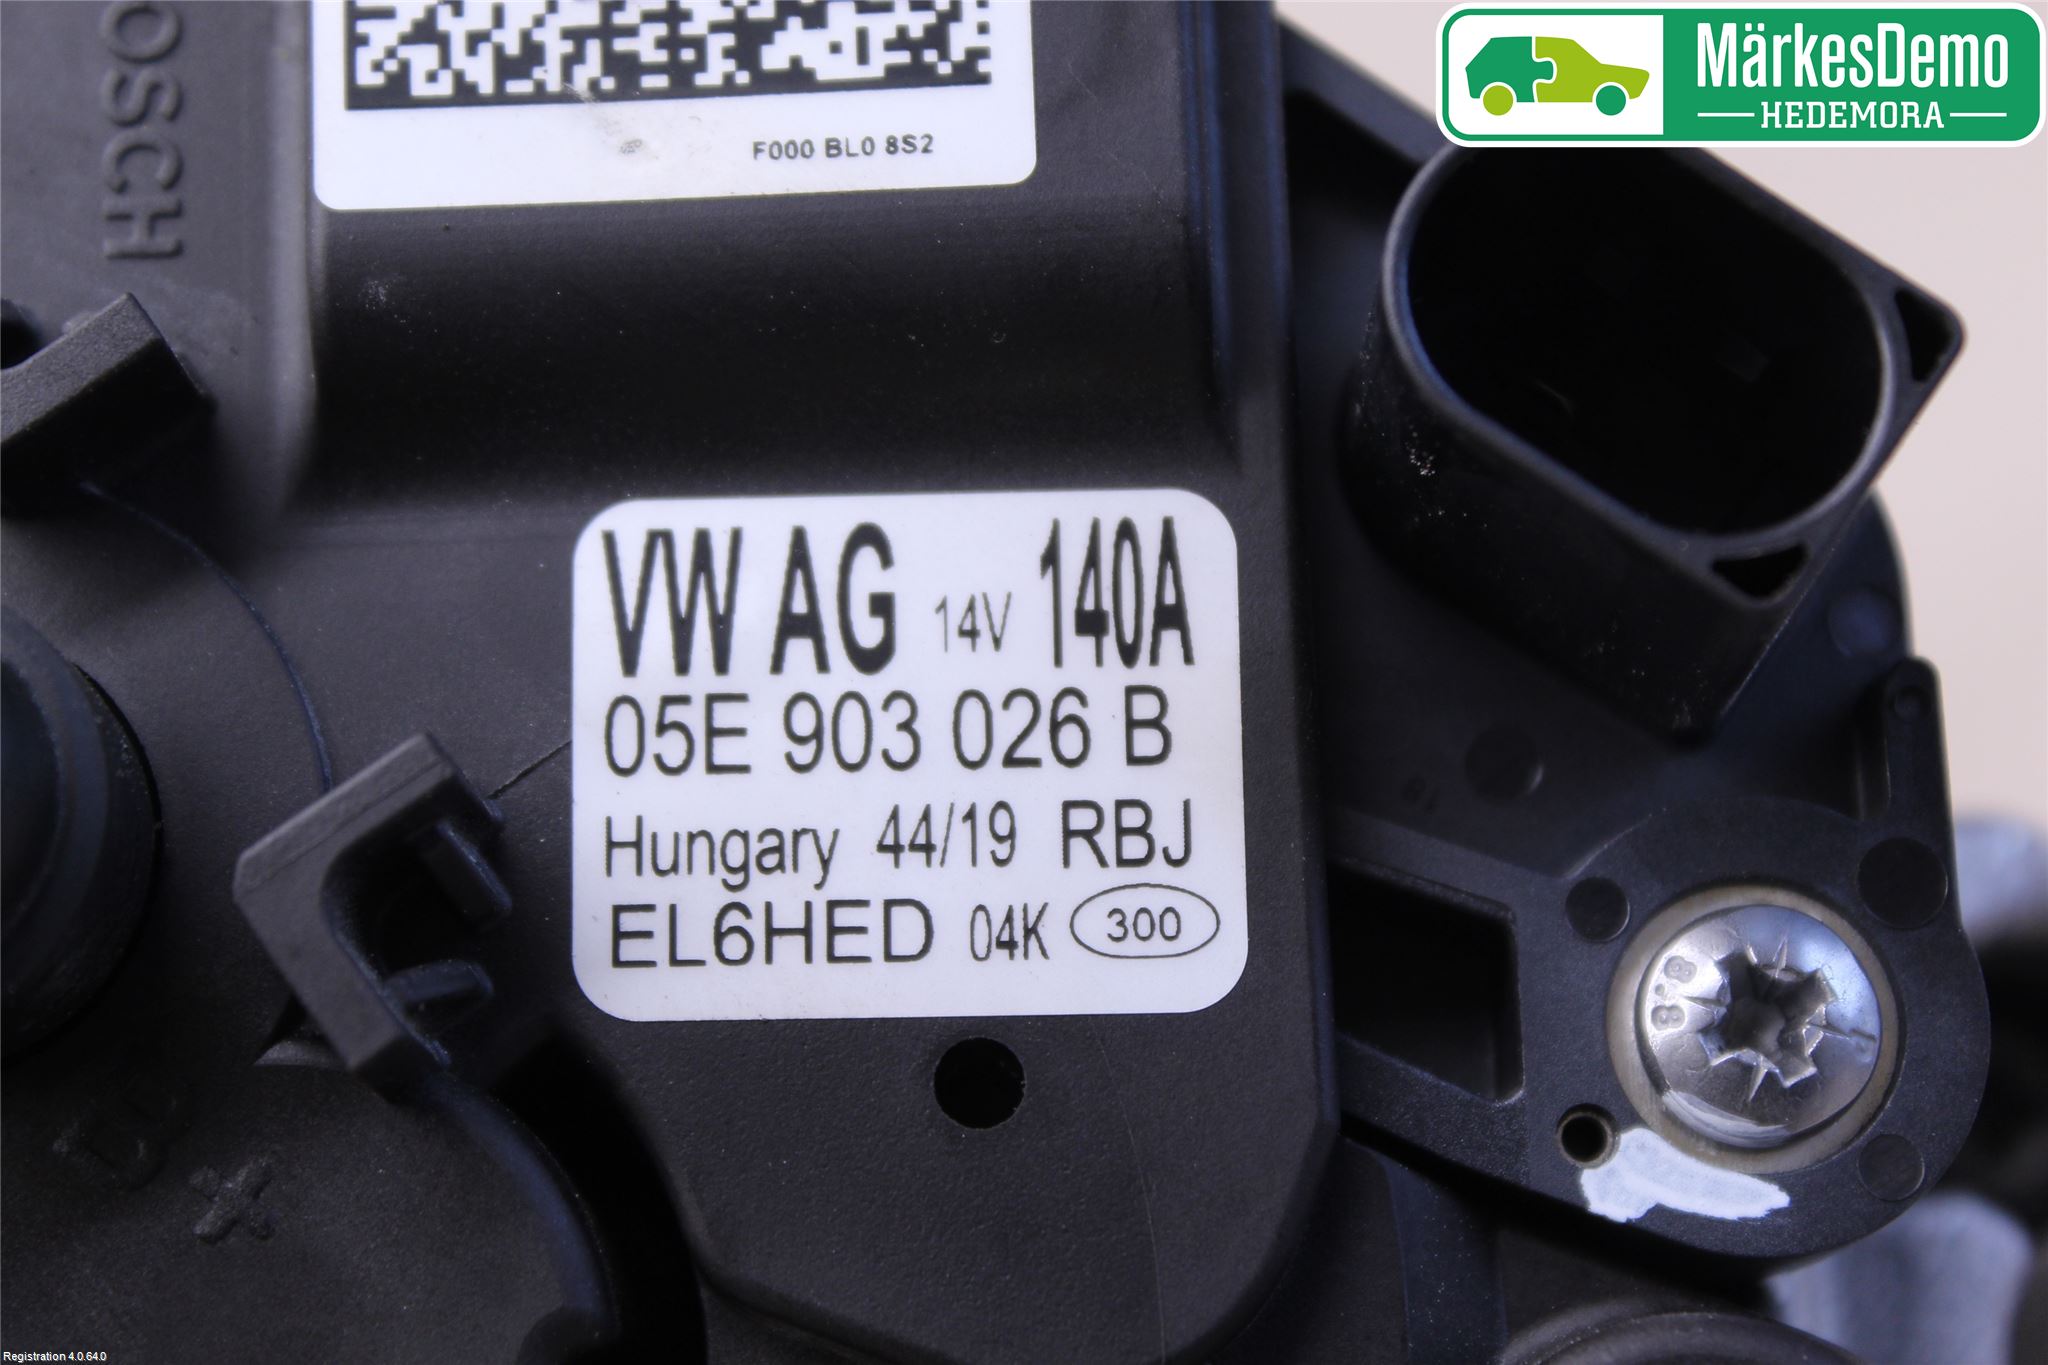 MärkesDemo
HEDEMORA
OSCH
F000 BL0 8S2
VW AG 14V 140A
05E 903 026 B
Hungary 44/19 RBJ
EL6HED 04K 300
8.8
+
Registration 4.0.64.0